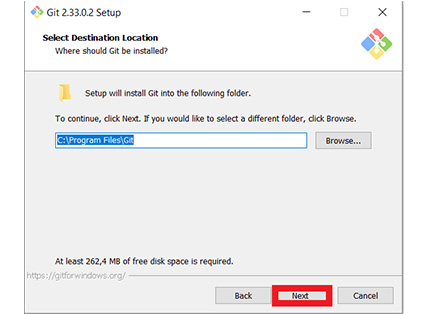 Git 2.33.0.2 Setup
Select Destination Location
Where should Git be installed?
Setup will install Git into the following folder.
To continue, click Next. If you would like to select a different folder, click Browse.
C:\Program Files\Git
Browse...
At least 262,4 MB of free disk space is required.
https://gitforwindows.org/
Back
Next
Cancel